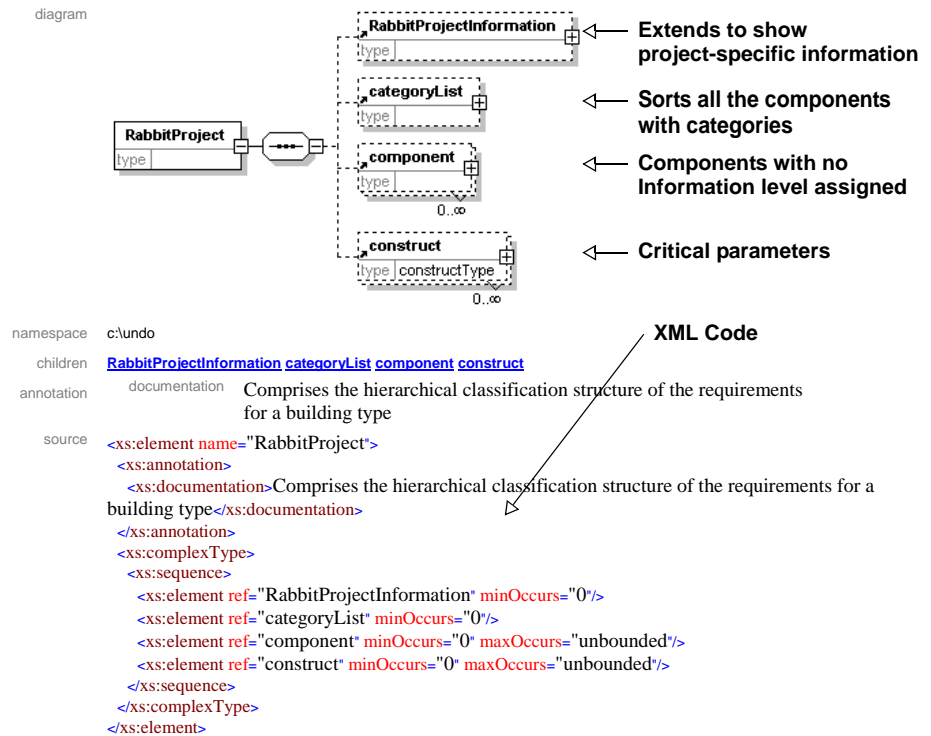 diagram
RabbitProjectInformation
type
Extends to show
project-specific information
categoryList
type
Sorts all the components
with categories
RabbitProject
type
component
type
0..∞
Components with no
Information level assigned
construct
type constructType
0..∞
Critical parameters
XML Code
namespace c:\undo
children RabbitProjectInformation categoryList component construct
annotation documentation Comprises the hierarchical classification structure of the requirements
for a building type
source <xs:element name="RabbitProject">
<xs:annotation>
<xs:documentation>Comprises the hierarchical classification structure of the requirements for a
building type</xs:documentation>
</xs:annotation>
<xs:complexType>
<xs:sequence>
<xs:element ref="RabbitProjectInformation" minOccurs="0"/>
<xs:element ref="categoryList" minOccurs="0"/>
<xs:element ref="component" minOccurs="0" maxOccurs="unbounded"/>
<xs:element ref="construct" minOccurs="0" maxOccurs="unbounded"/>
</xs:sequence>
</xs:complexType>
</xs:element>